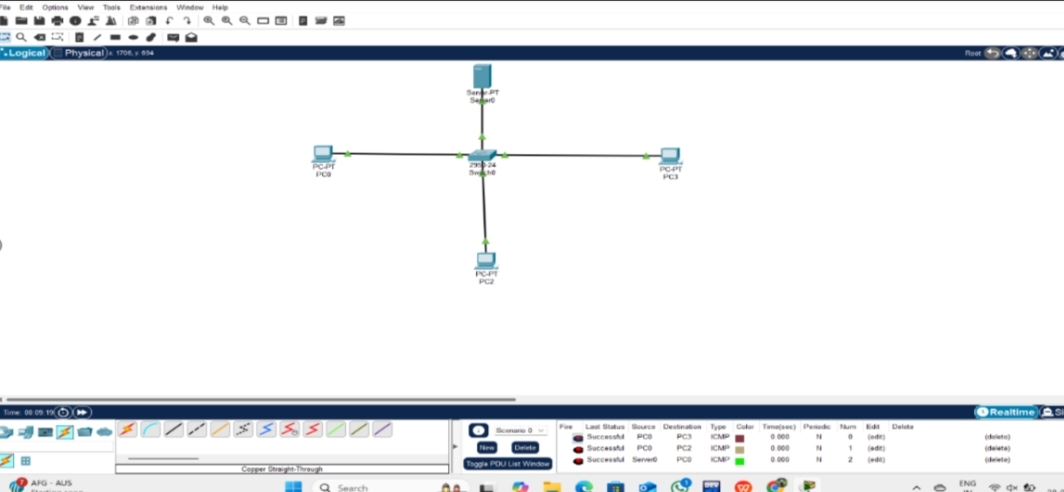 File Edit Options View Tools Extensions Window Help
Logical Physical x: 1706, y: 894 Root
Server-PT
Server0
PC-PT
PC0
2950-24
Switch0
PC-PT
PC3
PC-PT
PC2
Time: 00:09:19 Realtime
Scenario 0
New Delete
Toggle PDU List Window
Copper Straight-Through
Fire Last Status Source Destination Type Color Time(sec) Periodic Num Edit Delete
Successful PC0 PC3 ICMP 0.000 N 0 (edit) (delete)
Successful PC0 PC2 ICMP 0.000 N 1 (edit) (delete)
Successful Server0 PC0 ICMP 0.000 N 2 (edit) (delete)
AFG - AUS
Search
ENG